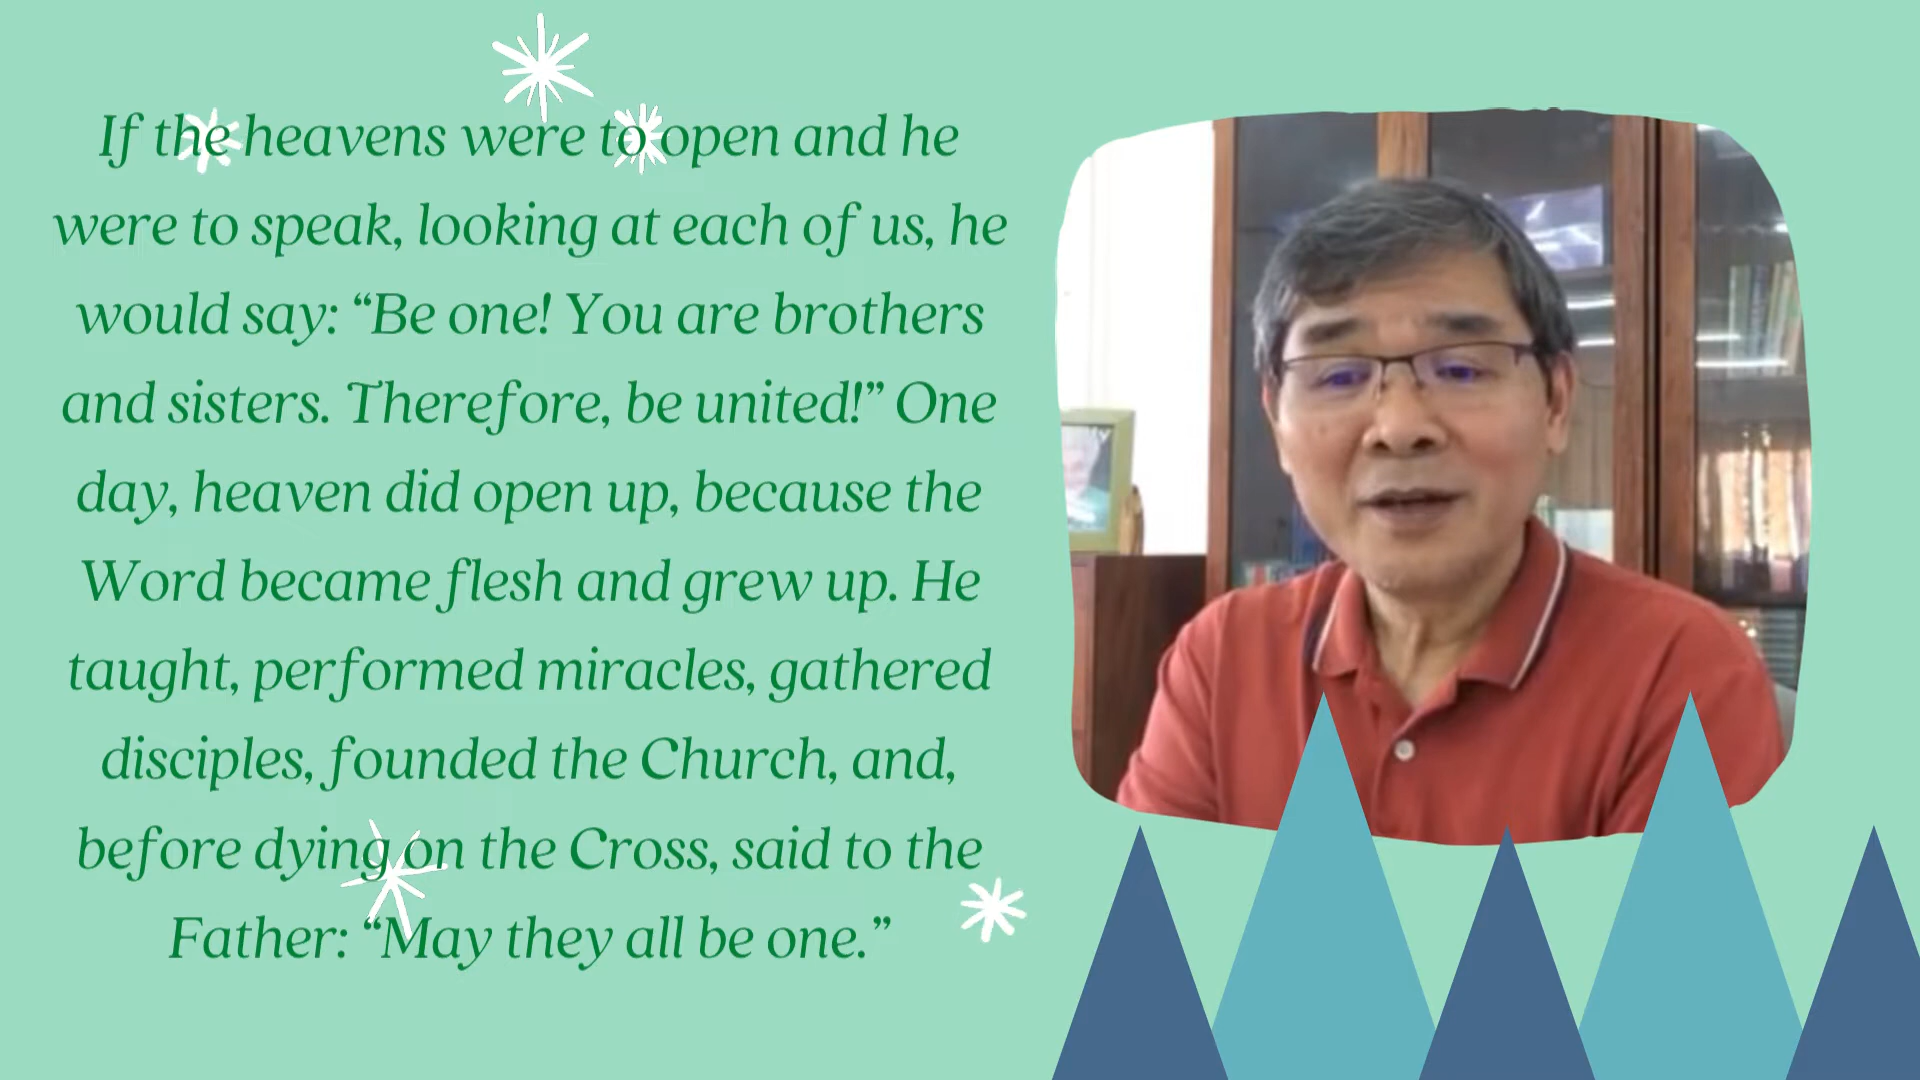 If the heavens were to open and he
were to speak, looking at each of us, he
would say: “Be one! You are brothers
and sisters. Therefore, be united!” One
day, heaven did open up, because the
Word became flesh and grew up. He
taught, performed miracles, gathered
disciples, founded the Church, and,
before dying on the Cross, said to the
Father: “May they all be one.”